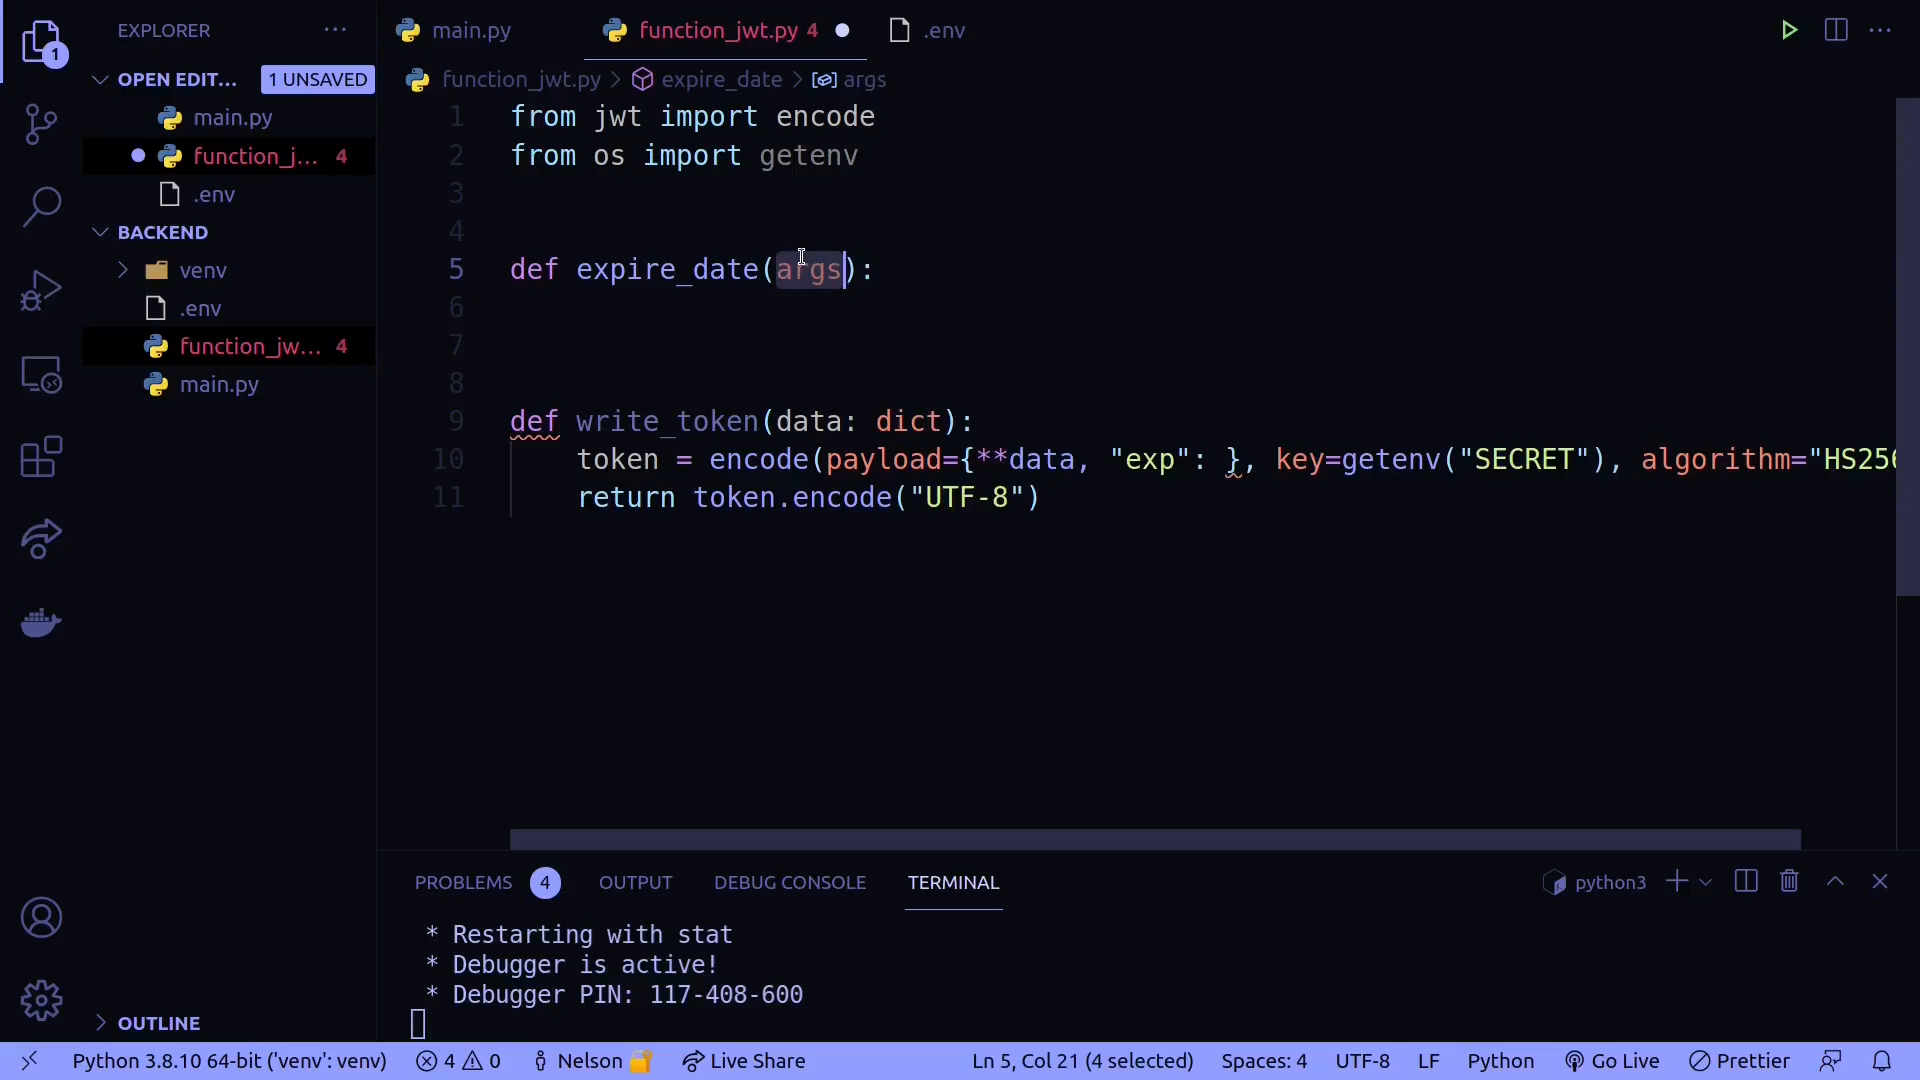 EXPLORER ···
1
OPEN EDIT... 1 UNSAVED
main.py
function_j... 4
.env
BACKEND
venv
.env
function_jw... 4
main.py
OUTLINE
main.py function_jwt.py 4 .env
function_jwt.py > expire_date > args
1 from jwt import encode
2 from os import getenv
3
4
5 def expire_date(args):
6
7
8
9 def write_token(data: dict):
10 token = encode(payload={**data, "exp": }, key=getenv("SECRET"), algorithm="HS256
11 return token.encode("UTF-8")
PROBLEMS 4 OUTPUT DEBUG CONSOLE TERMINAL python3
* Restarting with stat
* Debugger is active!
* Debugger PIN: 117-408-600
Python 3.8.10 64-bit ('venv': venv) 4 0 Nelson Live Share Ln 5, Col 21 (4 selected) Spaces: 4 UTF-8 LF Python Go Live Prettier